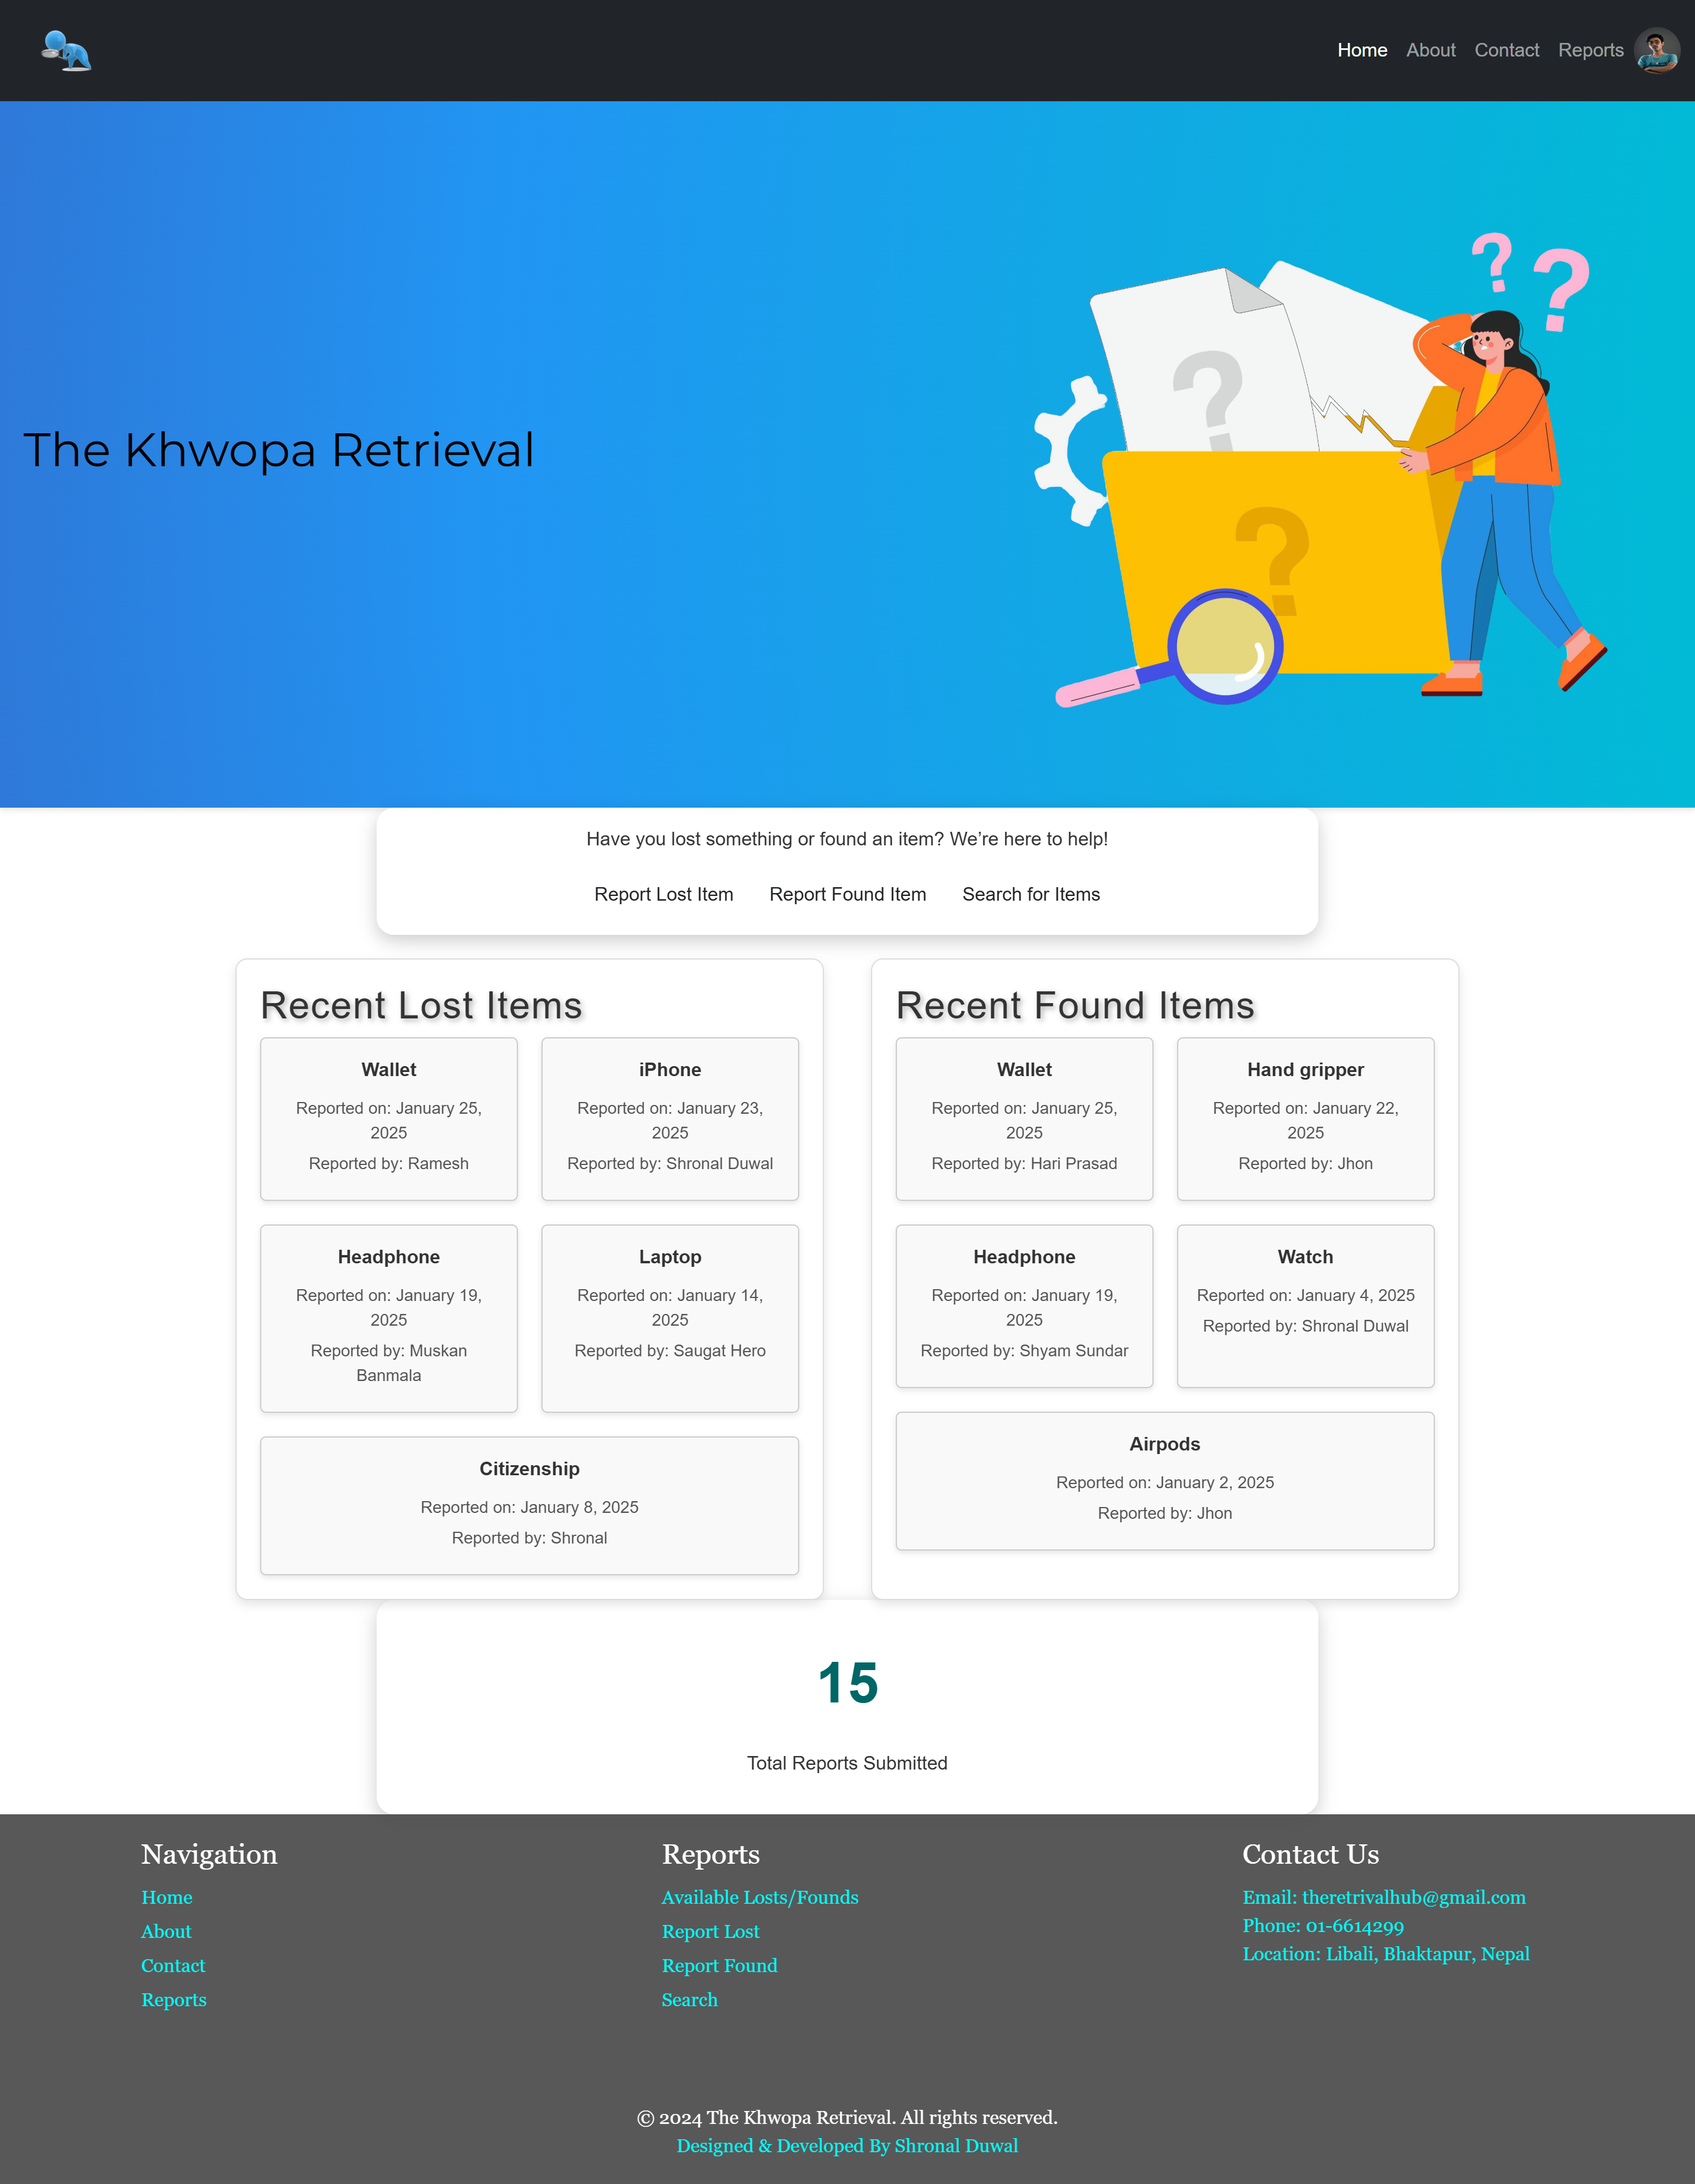 Home About Contact Reports
? ?
?
The Khwopa Retrieval
?
Have you lost something or found an item? We’re here to help!
Report Lost Item Report Found Item Search for Items
Recent Lost Items
Wallet
Reported on: January 25,
2025
Reported by: Ramesh
iPhone
Reported on: January 23,
2025
Reported by: Shronal Duwal
Headphone
Reported on: January 19,
2025
Reported by: Muskan
Banmala
Laptop
Reported on: January 14,
2025
Reported by: Saugat Hero
Citizenship
Reported on: January 8, 2025
Reported by: Shronal
Recent Found Items
Wallet
Reported on: January 25,
2025
Reported by: Hari Prasad
Hand gripper
Reported on: January 22,
2025
Reported by: Jhon
Headphone
Reported on: January 19,
2025
Reported by: Shyam Sundar
Watch
Reported on: January 4, 2025
Reported by: Shronal Duwal
Airpods
Reported on: January 2, 2025
Reported by: Jhon
15
Total Reports Submitted
Navigation
Home
About
Contact
Reports
Reports
Available Losts/Founds
Report Lost
Report Found
Search
Contact Us
Email: theretrivalhub@gmail.com
Phone: 01-6614299
Location: Libali, Bhaktapur, Nepal
© 2024 The Khwopa Retrieval. All rights reserved.
Designed & Developed By Shronal Duwal